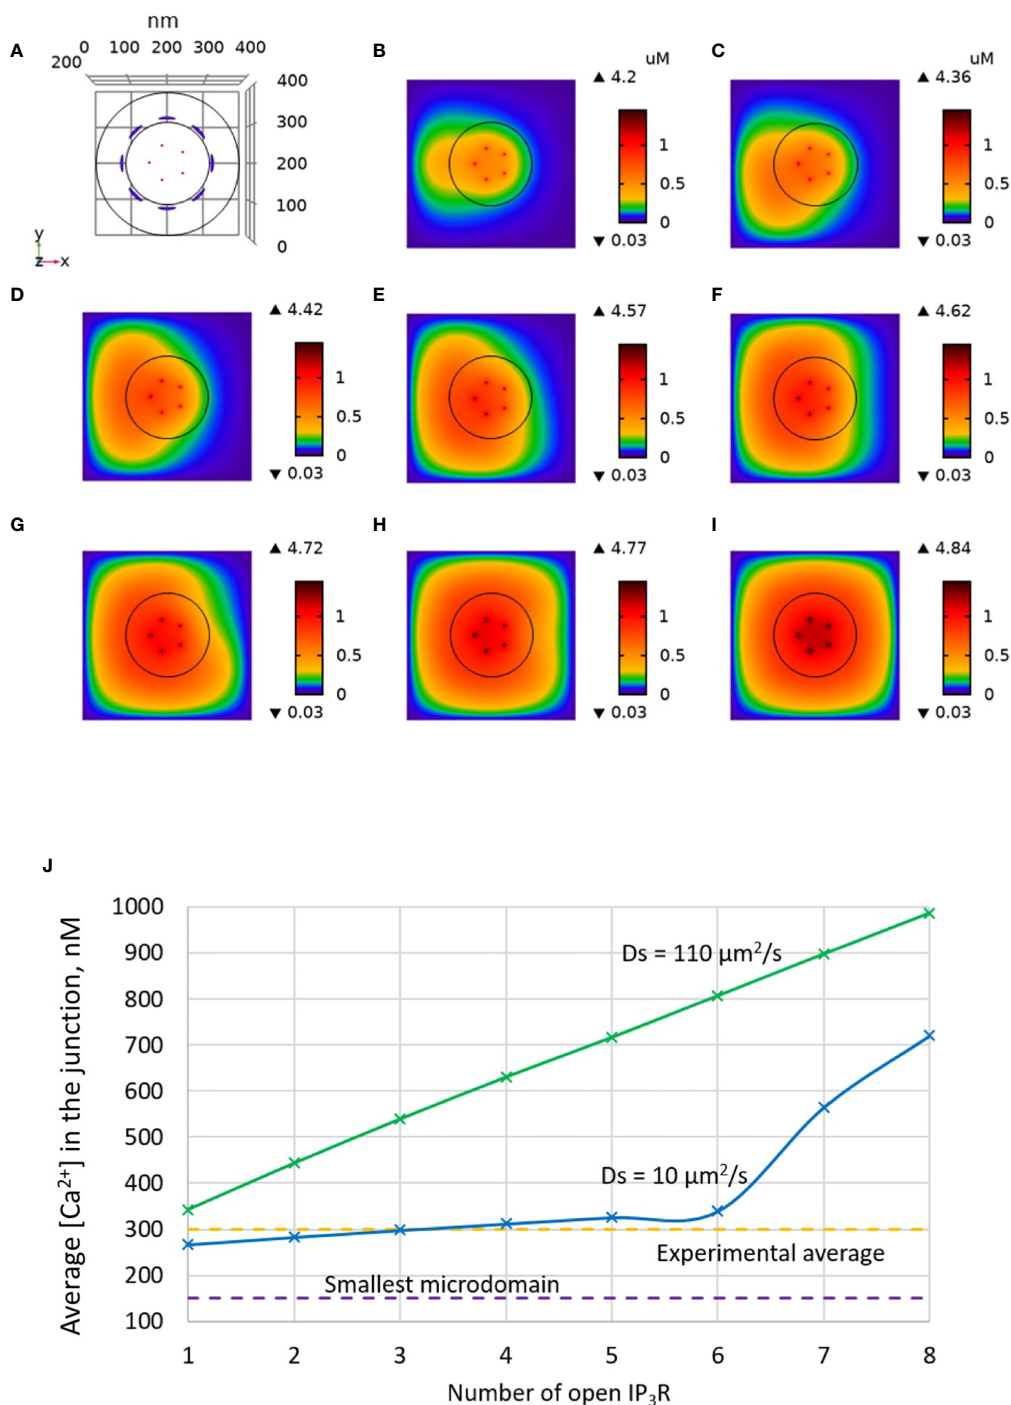 nm
A
0 100 200 300 400
200
400
300
200
100
0
y
z x
B
uM
▲ 4.2
1
0.5
0
▼ 0.03
C
uM
▲ 4.36
1
0.5
0
▼ 0.03
D
▲ 4.42
1
0.5
0
▼ 0.03
E
▲ 4.57
1
0.5
0
▼ 0.03
F
▲ 4.62
1
0.5
0
▼ 0.03
G
▲ 4.72
1
0.5
0
▼ 0.03
H
▲ 4.77
1
0.5
0
▼ 0.03
I
▲ 4.84
1
0.5
0
▼ 0.03
J
Average [Ca²⁺] in the junction, nM
1000
900
800
700
600
500
400
300
200
100
Ds = 110 µm²/s
Ds = 10 µm²/s
Experimental average
Smallest microdomain
1 2 3 4 5 6 7 8
Number of open IP₃R